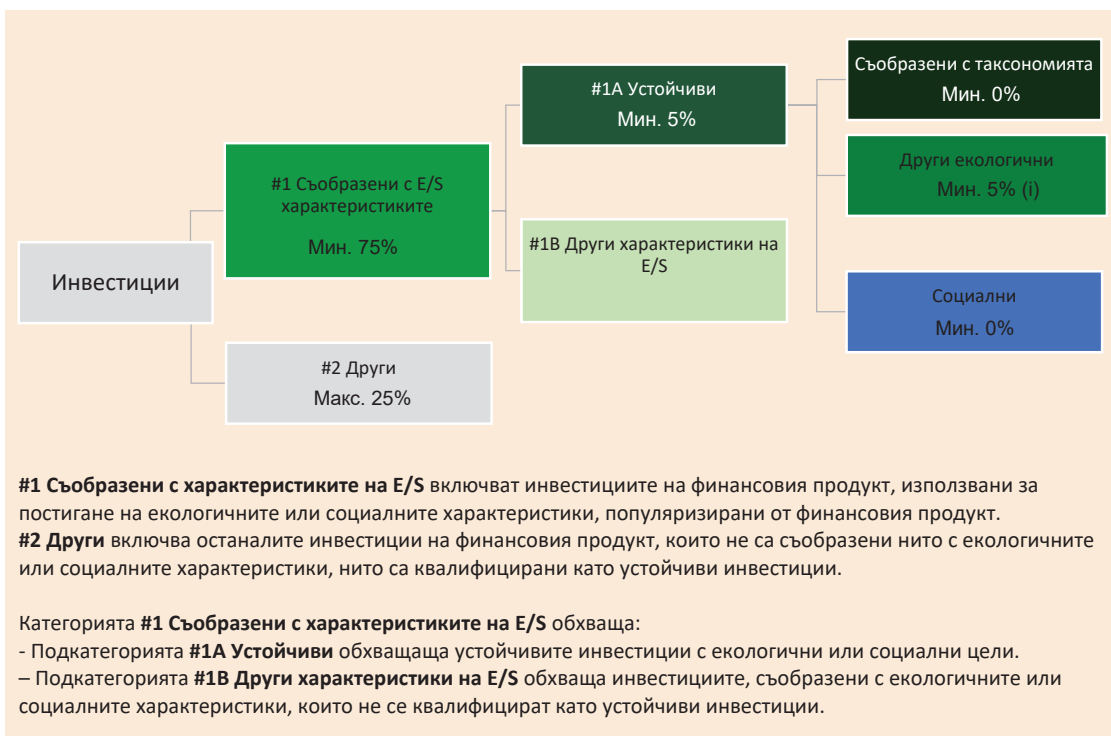 Инвестиции
#1 Съобразени с E/S
характеристиките
Мин. 75%
#2 Други
Макс. 25%
#1A Устойчиви
Мин. 5%
#1B Други характеристики на
E/S
Съобразени с таксономията
Мин. 0%
Други екологични
Мин. 5% (i)
Социални
Мин. 0%
#1 Съобразени с характеристиките на E/S включват инвестициите на финансовия продукт, използвани за
постигане на екологичните или социалните характеристики, популяризирани от финансовия продукт.
#2 Други включва останалите инвестиции на финансовия продукт, които не са съобразени нито с екологичните
или социалните характеристики, нито са квалифицирани като устойчиви инвестиции.
Категорията #1 Съобразени с характеристиките на E/S обхваща:
- Подкатегорията #1A Устойчиви обхващаща устойчивите инвестиции с екологични или социални цели.
– Подкатегорията #1B Други характеристики на E/S обхваща инвестициите, съобразени с екологичните или
социалните характеристики, които не се квалифицират като устойчиви инвестиции.